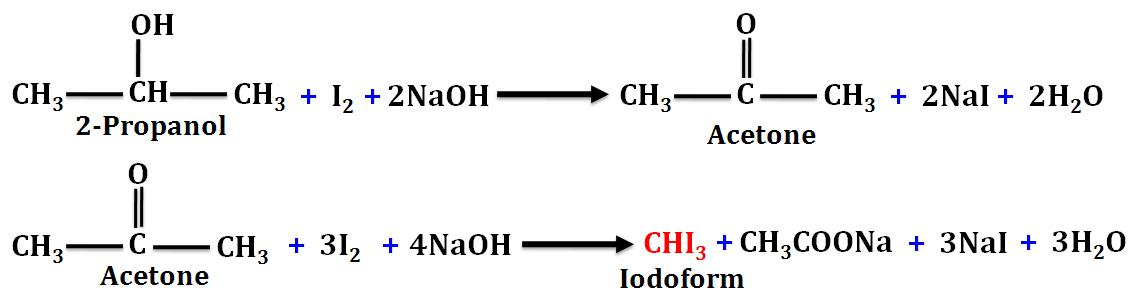 OH
CH₃ CH CH₃ + I₂ + 2NaOH
2-Propanol
O
CH₃ C CH₃ + 2NaI + 2H₂O
Acetone
O
CH₃ C CH₃ + 3I₂ + 4NaOH
Acetone
CHI₃ + CH₃COONa + 3NaI + 3H₂O
Iodoform